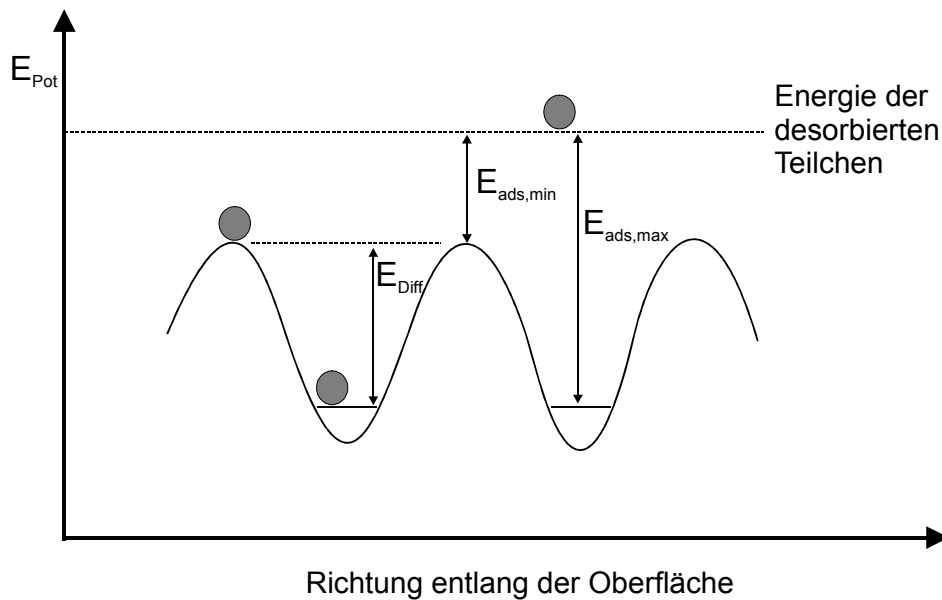 E_Pot
Energie der
desorbierten
Teilchen
E_ads,min
E_ads,max
E_Diff
Richtung entlang der Oberfläche